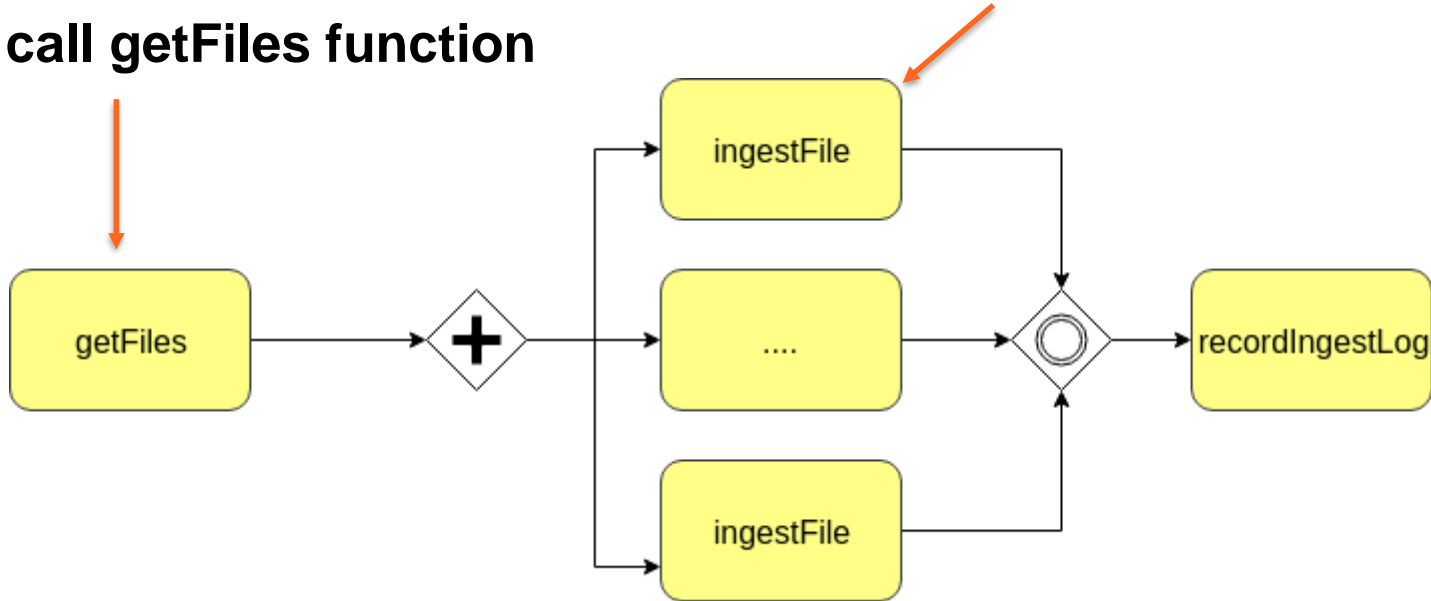 call getFiles function
ingestFile
getFiles
....
recordIngestLog
ingestFile